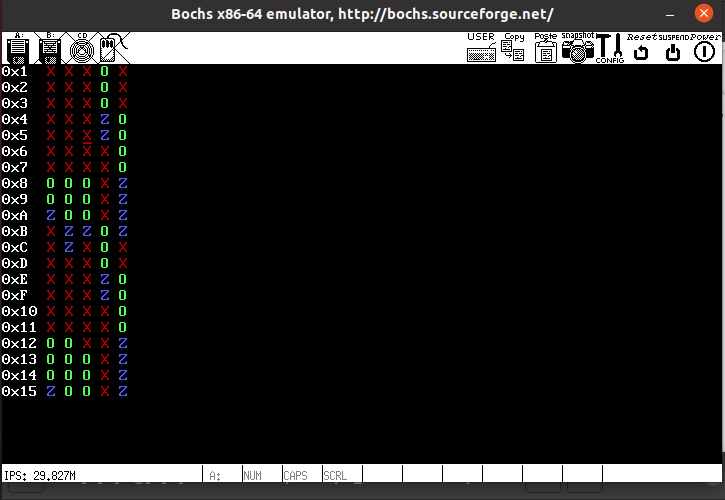 Bochs x86-64 emulator, http://bochs.sourceforge.net/
A: B: CD USER Copy Paste snapshot CONFIG Reset SUSPEND Power
0x1 X X X O X
0x2 X X X O X
0x3 X X X O X
0x4 X X X Z O
0x5 X X X Z O
0x6 X X X X O
0x7 X X X X O
0x8 O O O X Z
0x9 O O O X Z
0xA Z O O X Z
0xB X Z Z O Z
0xC X Z X O X
0xD X X X O X
0xE X X X Z O
0xF X X X Z O
0x10 X X X X O
0x11 X X X X O
0x12 O O X X Z
0x13 O O O X Z
0x14 O O O X Z
0x15 Z O O X Z
IPS: 29.827M A: NUM CAPS SCRL